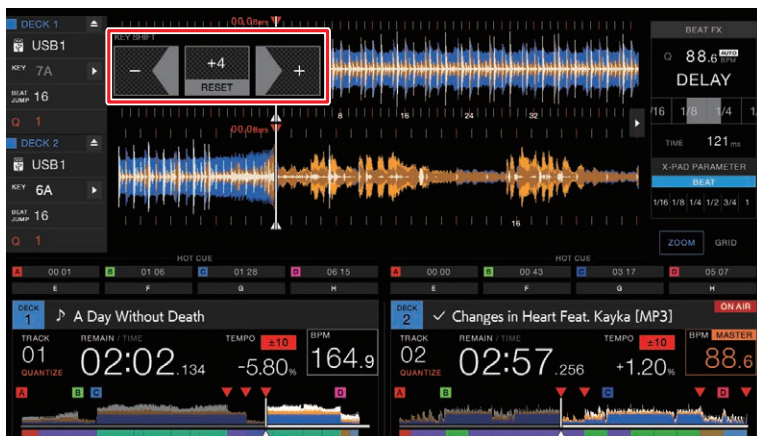 DECK 1
USB1
KEY 7A
BEAT JUMP 16
Q 1
DECK 2
USB1
KEY 6A
BEAT JUMP 16
Q 1
00.0Bars
KEY SHIFT
- +4 +
RESET
8 16 24 32
00.0Bars
16
BEAT FX
88.6 AUTO BPM
DELAY
/16 1/8 1/4 1
TIME 121 ms
X-PAD PARAMETER
BEAT
1/16 1/8 1/4 1/2 3/4 1
ZOOM GRID
HOT CUE
A 00 01 B 01 06 C 01 28 D 06 15
E F G H
HOT CUE
A 00 00 B 00 43 C 03 17 D 05 07
E F G H
DECK 1 A Day Without Death
TRACK REMAIN / TIME TEMPO ±10 BPM
01 02:02.134 -5.80% 164.9
QUANTIZE
A B C D
DECK 2 Changes in Heart Feat. Kayka [MP3] ON AIR
TRACK REMAIN / TIME TEMPO ±10 BPM MASTER
02 02:57.256 +1.20% 88.6
QUANTIZE
A B C D